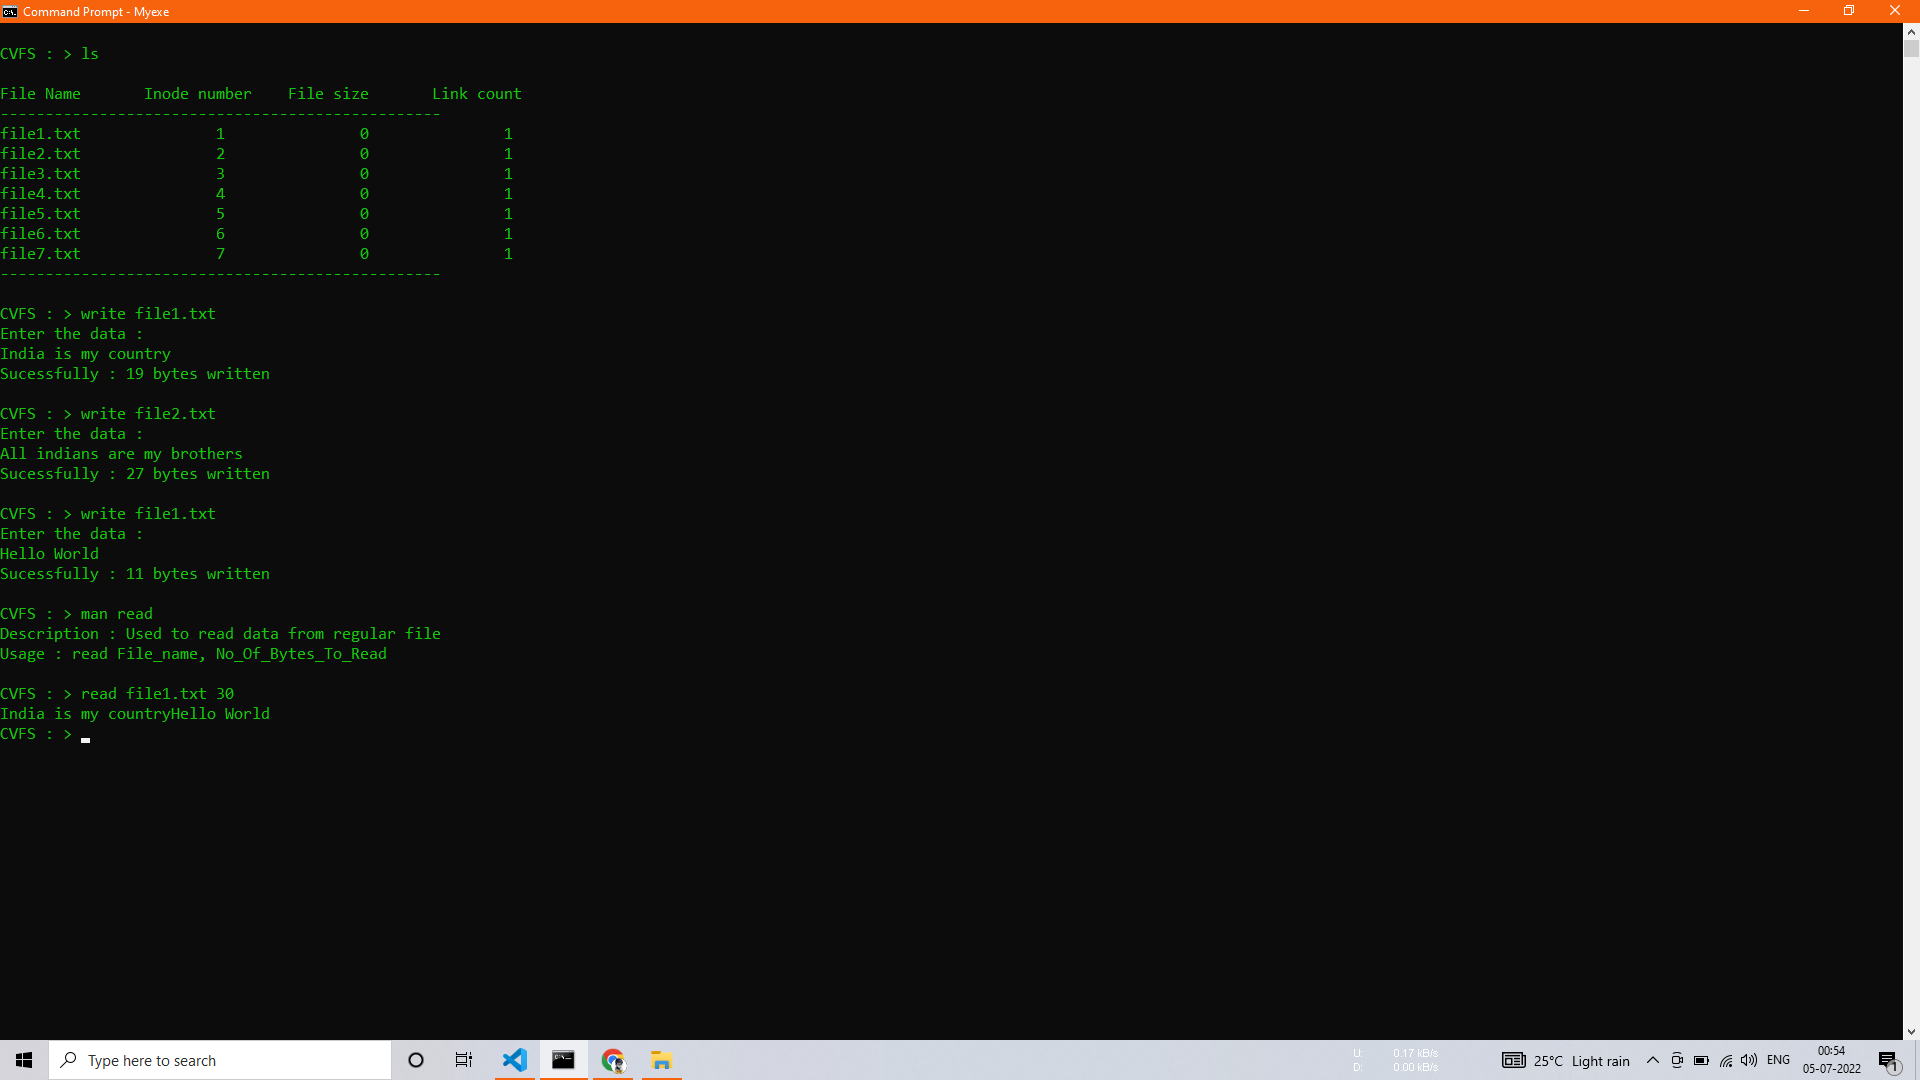 Command Prompt - Myexe
CVFS : > ls
File Name       Inode number    File size       Link count
-------------------------------------------------
file1.txt               1               0               1
file2.txt               2               0               1
file3.txt               3               0               1
file4.txt               4               0               1
file5.txt               5               0               1
file6.txt               6               0               1
file7.txt               7               0               1
-------------------------------------------------
CVFS : > write file1.txt
Enter the data :
India is my country
Sucessfully : 19 bytes written
CVFS : > write file2.txt
Enter the data :
All indians are my brothers
Sucessfully : 27 bytes written
CVFS : > write file1.txt
Enter the data :
Hello World
Sucessfully : 11 bytes written
CVFS : > man read
Description : Used to read data from regular file
Usage : read File_name, No_Of_Bytes_To_Read
CVFS : > read file1.txt 30
India is my countryHello World
CVFS : >
Type here to search
U: 0.17 kB/s
D: 0.00 kB/s
25°C Light rain
ENG
00:54
05-07-2022
1